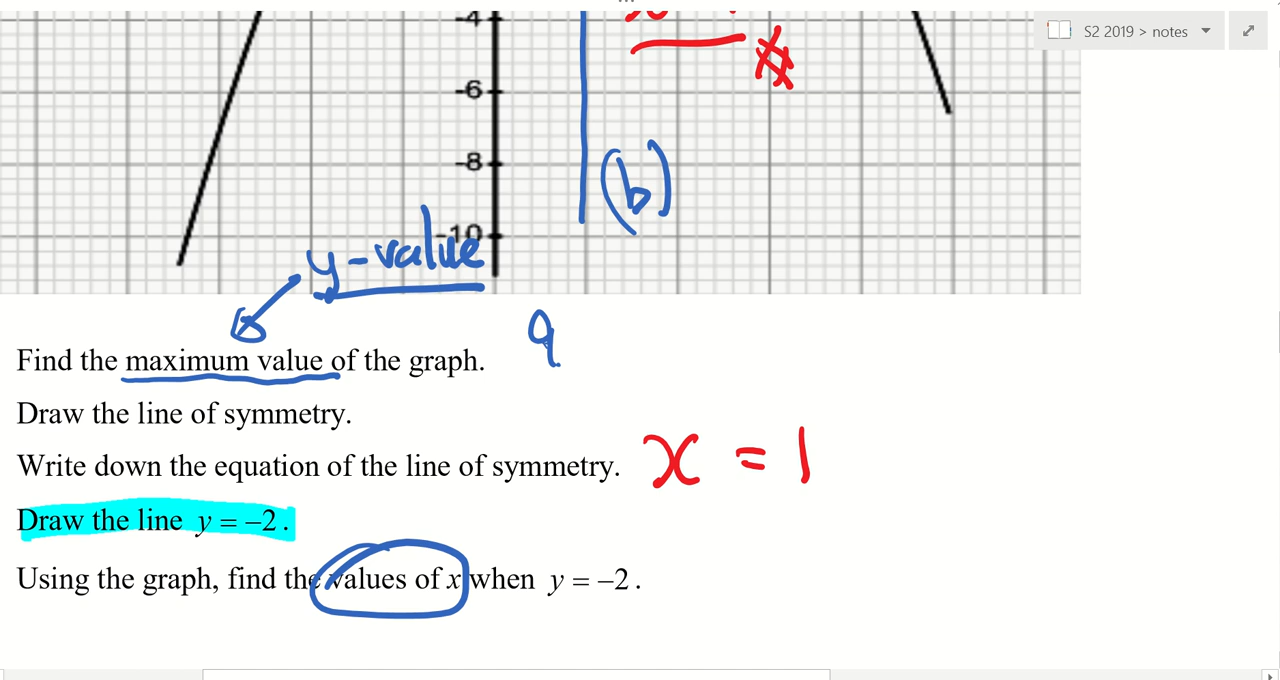 -4
S2 2019 > notes
-6
-8
(b)
-10
y-value
9
Find the maximum value of the graph.
Draw the line of symmetry.
Write down the equation of the line of symmetry. x = 1
Draw the line y = −2.
Using the graph, find the values of x when y = −2.